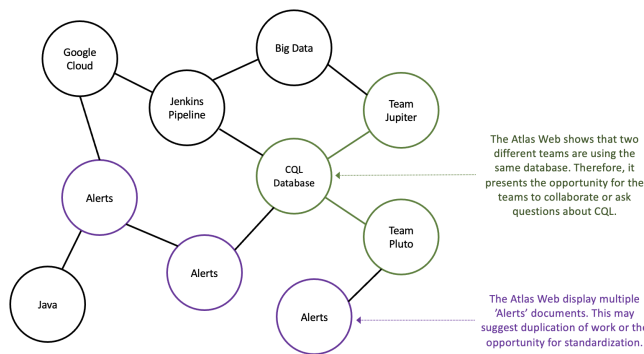 Google
Cloud
Big Data
Jenkins
Pipeline
Team
Jupiter
CQL
Database
Alerts
Team
Pluto
Alerts
Java
Alerts
The Atlas Web shows that two
different teams are using the
same database. Therefore, it
presents the opportunity for the
teams to collaborate or ask
questions about CQL.
The Atlas Web display multiple
'Alerts' documents. This may
suggest duplication of work or the
opportunity for standardization.